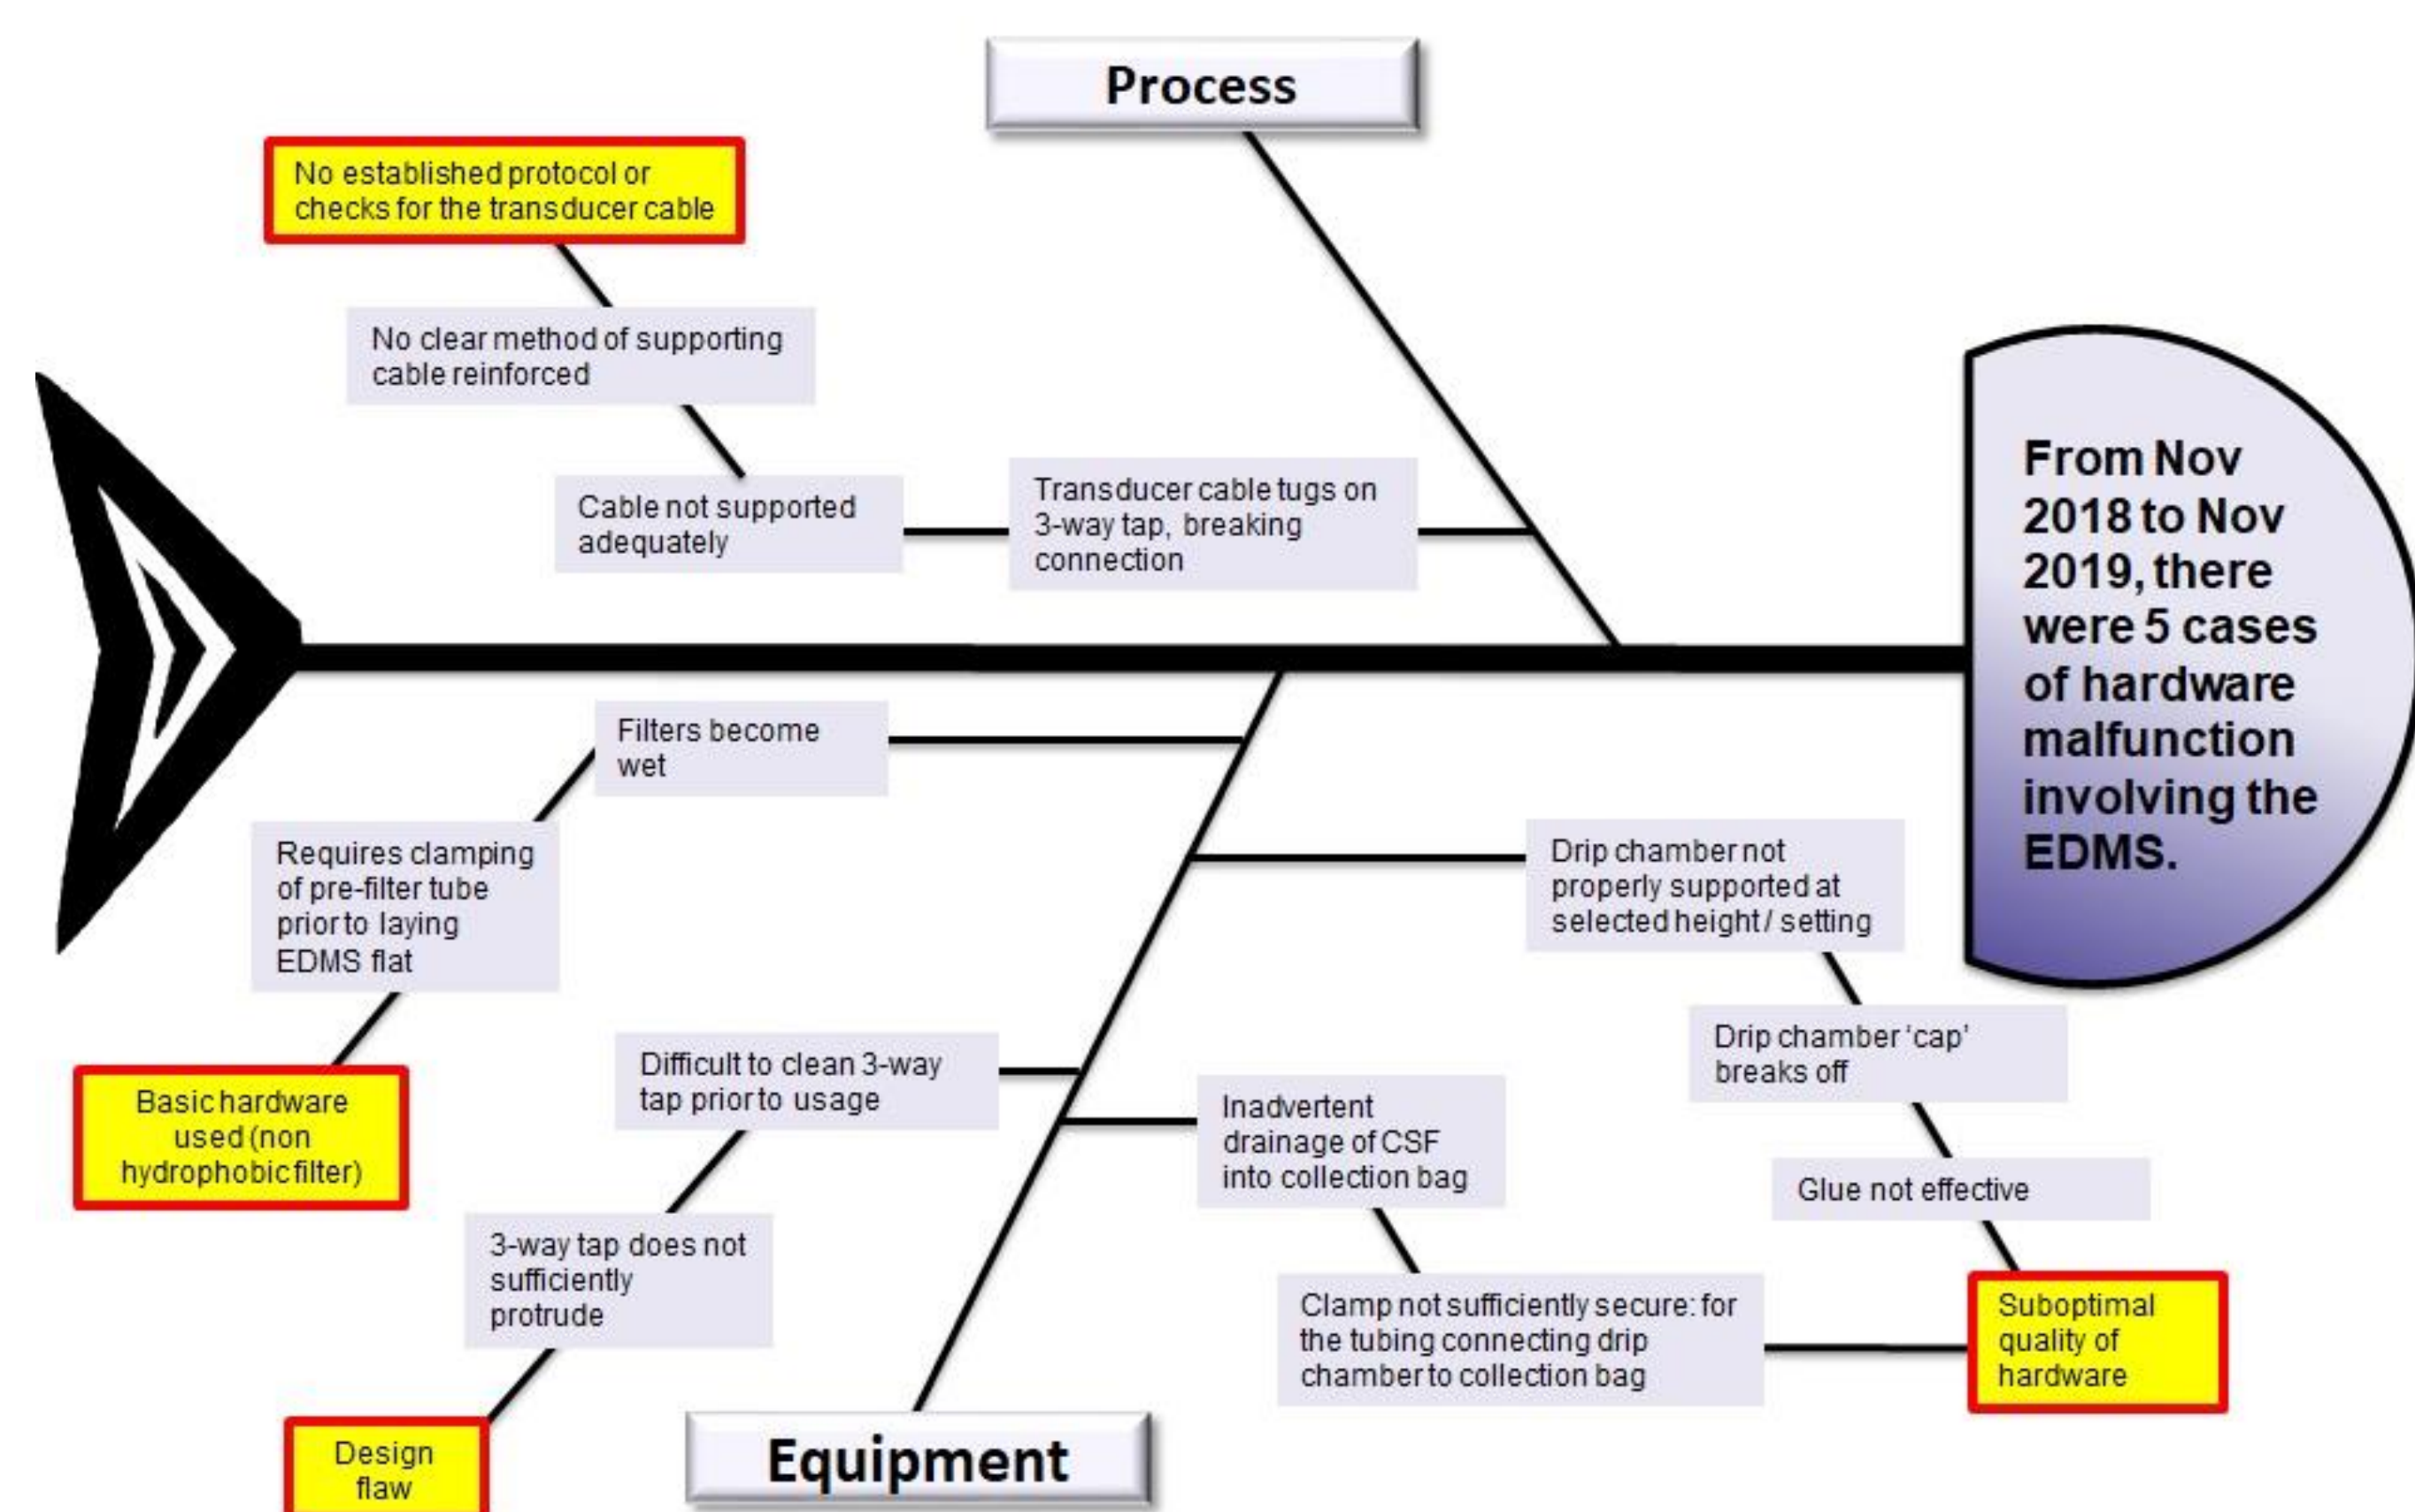 Process
No established protocol or
checks for the transducer cable
No clear method of supporting
cable reinforced
Cable not supported
adequately
Transducer cable tugs on
3-way tap, breaking
connection
From Nov
2018 to Nov
2019, there
were 5 cases
of hardware
malfunction
involving the
EDMS.
Filters become
wet
Requires clamping
of pre-filter tube
prior to laying
EDMS flat
Basic hardware
used (non
hydrophobic filter)
Drip chamber not
properly supported at
selected height / setting
Drip chamber ‘cap’
breaks off
Glue not effective
Suboptimal
quality of
hardware
Difficult to clean 3-way
tap prior to usage
3-way tap does not
sufficiently
protrude
Design
flaw
Inadvertent
drainage of CSF
into collection bag
Clamp not sufficiently secure: for
the tubing connecting drip
chamber to collection bag
Equipment